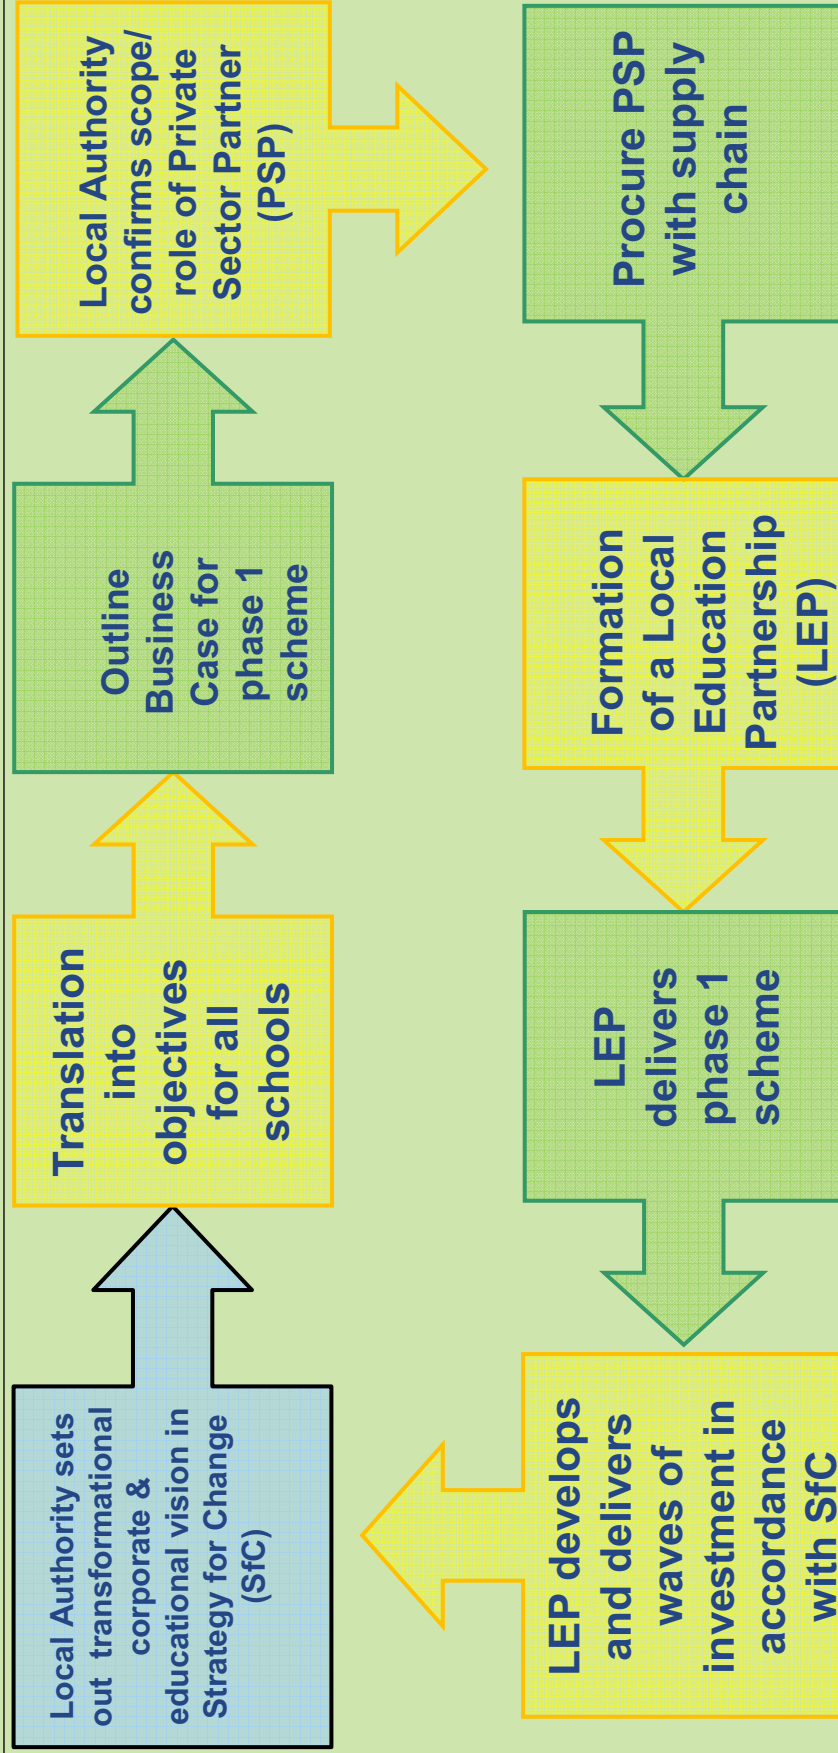 Local Authority sets
out transformational
corporate &
educational vision in
Strategy for Change
(SfC)
Translation
into
objectives
for all
schools
Outline
Business
Case for
phase 1
scheme
Local Authority
confirms scope/
role of Private
Sector Partner
(PSP)
Procure PSP
with supply
chain
Formation
of a Local
Education
Partnership
(LEP)
LEP
delivers
phase 1
scheme
LEP develops
and delivers
waves of
investment in
accordance
with SfC